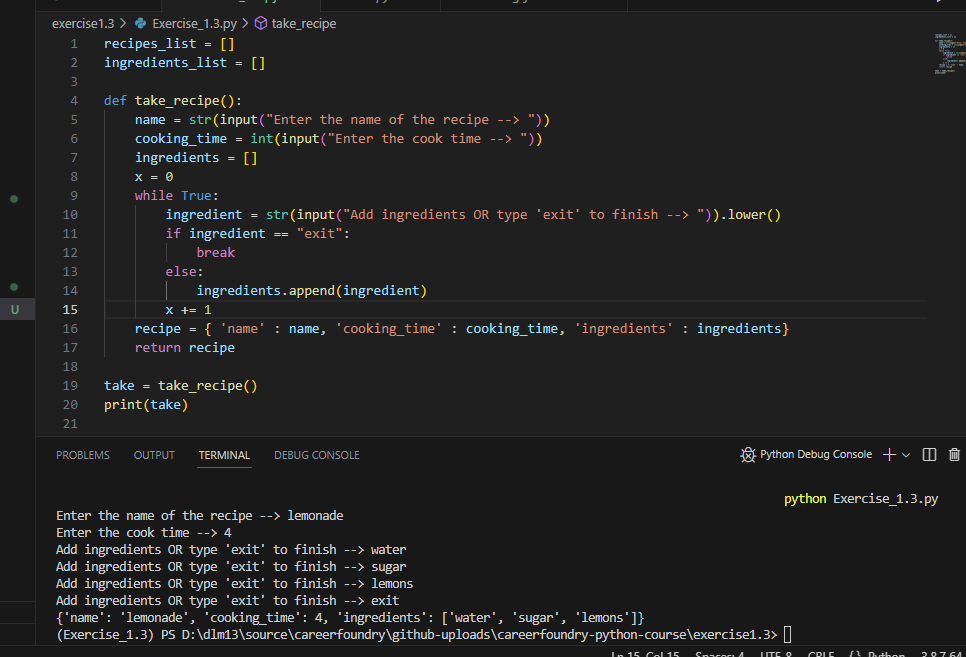 exercise1.3 > Exercise_1.3.py > take_recipe
1 recipes_list = []
2 ingredients_list = []
3
4 def take_recipe():
5     name = str(input("Enter the name of the recipe --> "))
6     cooking_time = int(input("Enter the cook time --> "))
7     ingredients = []
8     x = 0
9     while True:
10         ingredient = str(input("Add ingredients OR type 'exit' to finish --> ")).lower()
11         if ingredient == "exit":
12             break
13         else:
14             ingredients.append(ingredient)
15         x += 1
16     recipe = { 'name' : name, 'cooking_time' : cooking_time, 'ingredients' : ingredients}
17     return recipe
18
19 take = take_recipe()
20 print(take)
21
U
PROBLEMS OUTPUT TERMINAL DEBUG CONSOLE Python Debug Console
python Exercise_1.3.py
Enter the name of the recipe --> lemonade
Enter the cook time --> 4
Add ingredients OR type 'exit' to finish --> water
Add ingredients OR type 'exit' to finish --> sugar
Add ingredients OR type 'exit' to finish --> lemons
Add ingredients OR type 'exit' to finish --> exit
{'name': 'lemonade', 'cooking_time': 4, 'ingredients': ['water', 'sugar', 'lemons']}
(Exercise_1.3) PS D:\dlm13\source\careerfoundry\github-uploads\careerfoundry-python-course\exercise1.3>
Ln 15, Col 15 Spaces: 4 UTF-8 CRLF {} Python 3.8.7 64